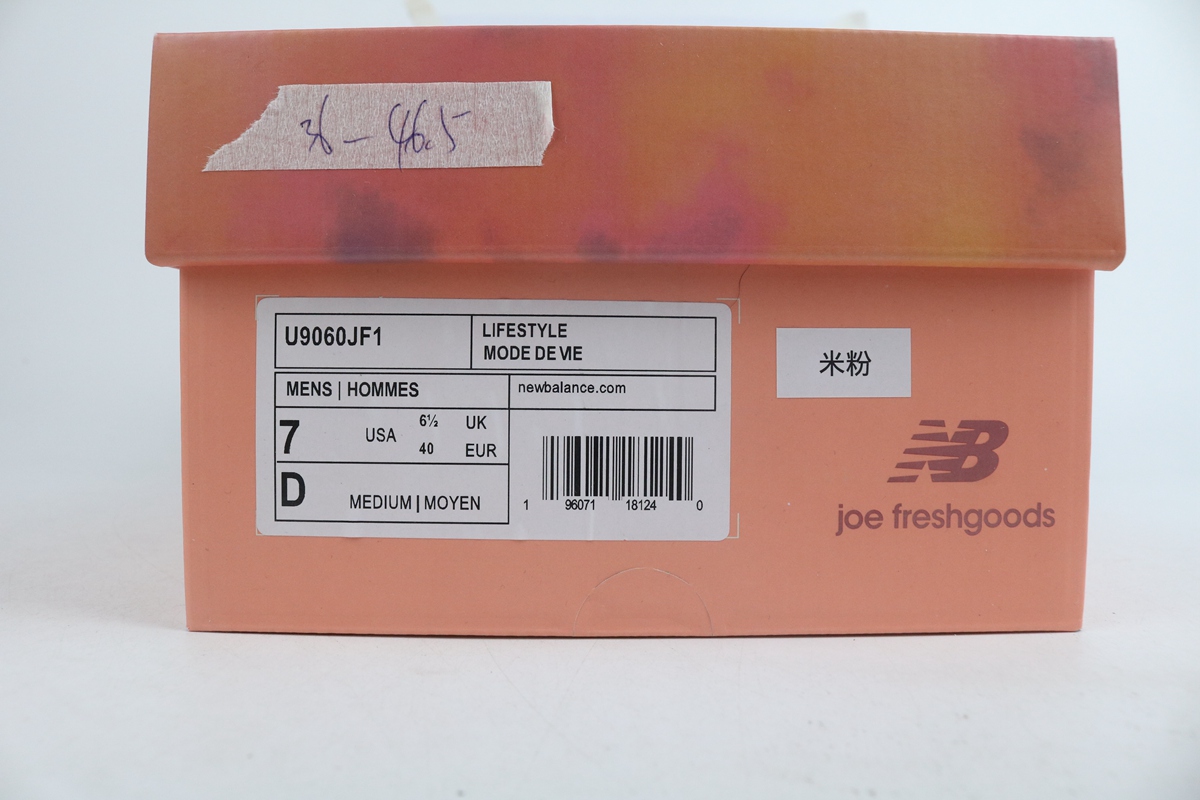 36-46.5
U9060JF1
LIFESTYLE
MODE DE VIE
MENS | HOMMES
newbalance.com
7
USA
6½
UK
40
EUR
D
MEDIUM | MOYEN
1 96071 18124 0
米粉
NB
joe freshgoods